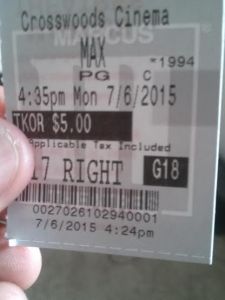 Crosswoods Cinema
MARCUS
MAX *1994
PG C
4:35pm Mon 7/6/2015
TKOR $5.00
Applicable Tax Included
17 RIGHT G18
0027026102940001
7/6/2015 4:24pm